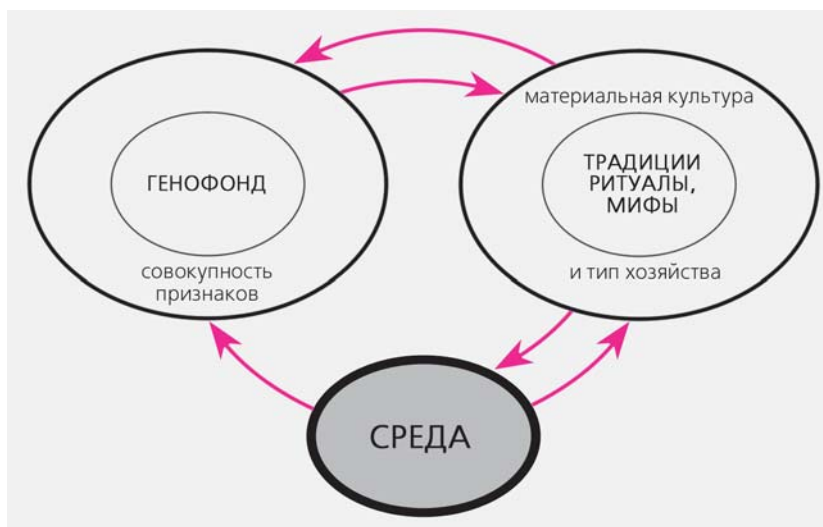 ГЕНОФОНД
совокупность
признаков
материальная культура
ТРАДИЦИИ
РИТУАЛЫ,
МИФЫ
и тип хозяйства
СРЕДА